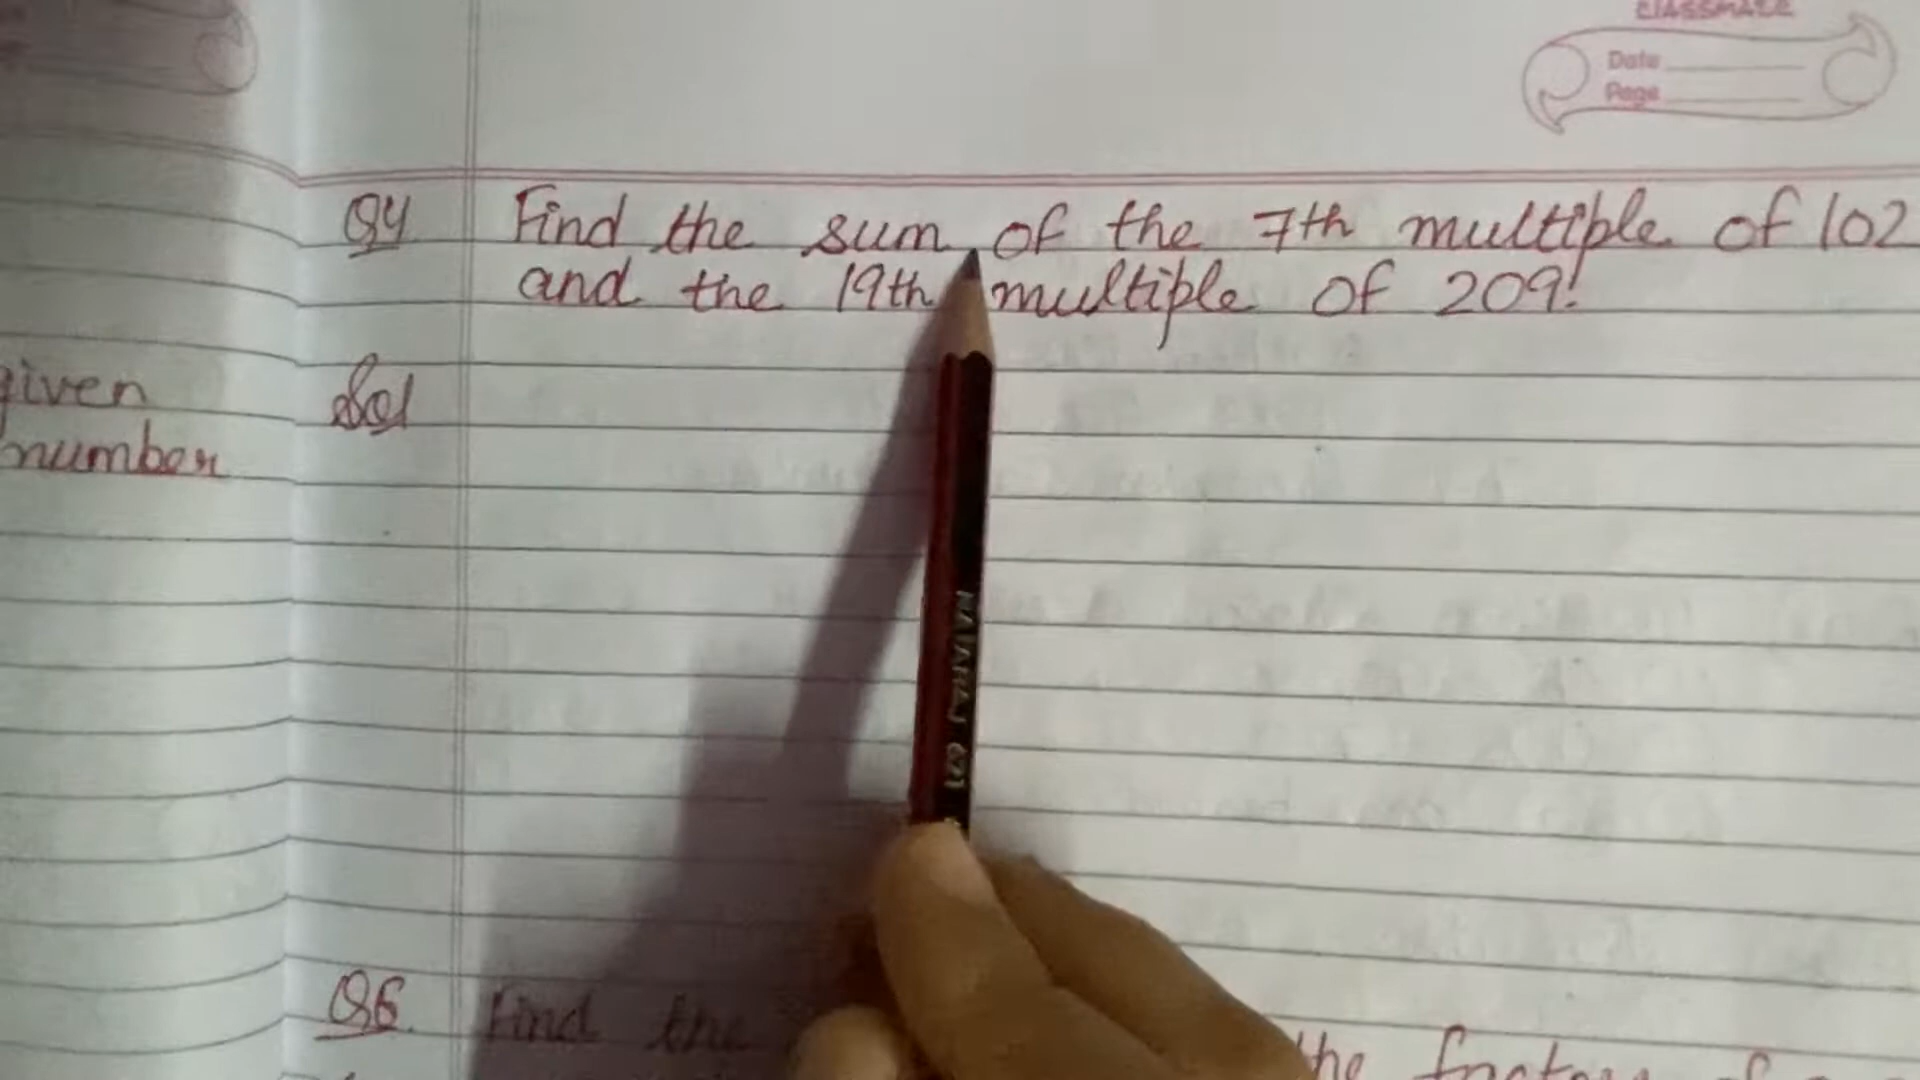 classmate
Date
Page
Q4 Find the sum of the 7th multiple of 102
and the 19th multiple of 209!
given
Sol
number
NATARAJ 621
Q6 Find the
the factors of